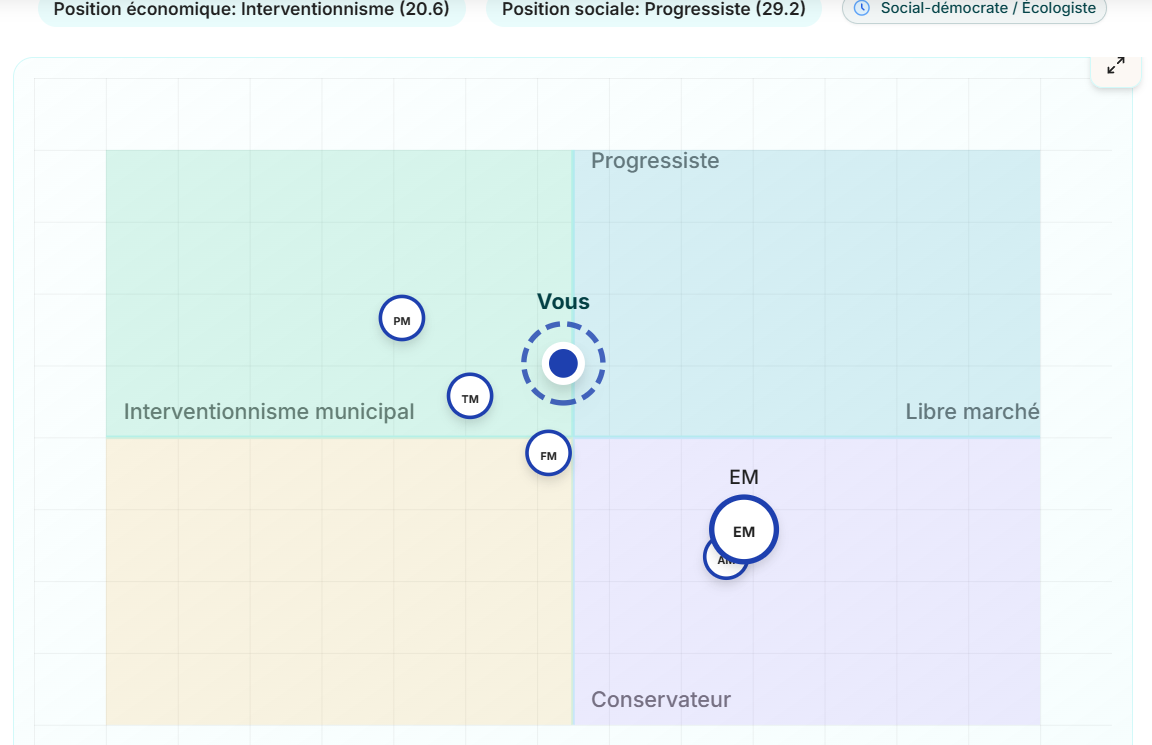 Position économique: Interventionnisme (20.6)
Position sociale: Progressiste (29.2)
Social-démocrate / Écologiste
Progressiste
Vous
PM
TM
Interventionnisme municipal
Libre marché
FM
EM
EM
Conservateur